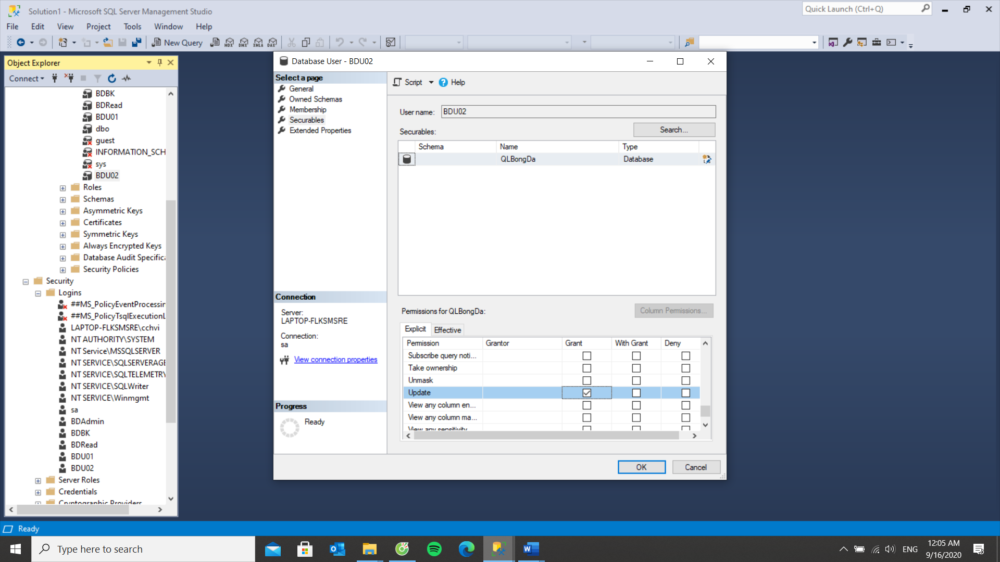 Solution1 - Microsoft SQL Server Management Studio
Quick Launch (Ctrl+Q)
File Edit View Project Tools Window Help
New Query MDX DMX XMLA DAX
Object Explorer
Connect
BDBK
BDRead
BDU01
dbo
guest
INFORMATION_SCH
sys
BDU02
Roles
Schemas
Asymmetric Keys
Certificates
Symmetric Keys
Always Encrypted Keys
Database Audit Specific
Security Policies
Security
Logins
##MS_PolicyEventProcessin
##MS_PolicyTsqlExecutionL
LAPTOP-FLKSMSRE\cchvi
NT AUTHORITY\SYSTEM
NT Service\MSSQLSERVER
NT SERVICE\SQLSERVERAGE
NT SERVICE\SQLTELEMETRY
NT SERVICE\SQLWriter
NT SERVICE\Winmgmt
sa
BDAdmin
BDBK
BDRead
BDU01
BDU02
Server Roles
Credentials
Cryptographic Providers
Database User - BDU02
Select a page
General
Owned Schemas
Membership
Securables
Extended Properties
Connection
Server:
LAPTOP-FLKSMSRE
Connection:
sa
View connection properties
Progress
Ready
Script Help
User name: BDU02
Securables: Search...
Schema Name Type
QLBongDa Database
Permissions for QLBongDa: Column Permissions...
Explicit Effective
Permission Grantor Grant With Grant Deny
Subscribe query noti...
Take ownership
Unmask
Update
View any column en...
View any column ma...
View any sensitivity
OK Cancel
Ready
Type here to search
ENG
12:05 AM
9/16/2020